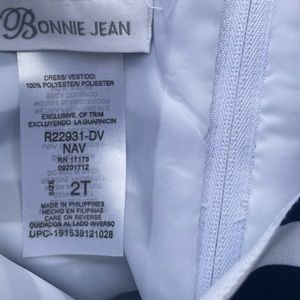 BONNIE JEAN
DRESS/ VESTIDO:
100% POLYESTER/ POLIESTER
EXCLUSIVE OF TRIM
EXCLUYENDO LA GUARNICIN
R22931-DV
NAV
RN 17178
09201712
SIZE
2T
MADE IN PHILIPPINES
HECHO EN FILIPINAS
CARE ON REVERSE
CUIDADOS AL LADO INVERSO
UPC-191539121028